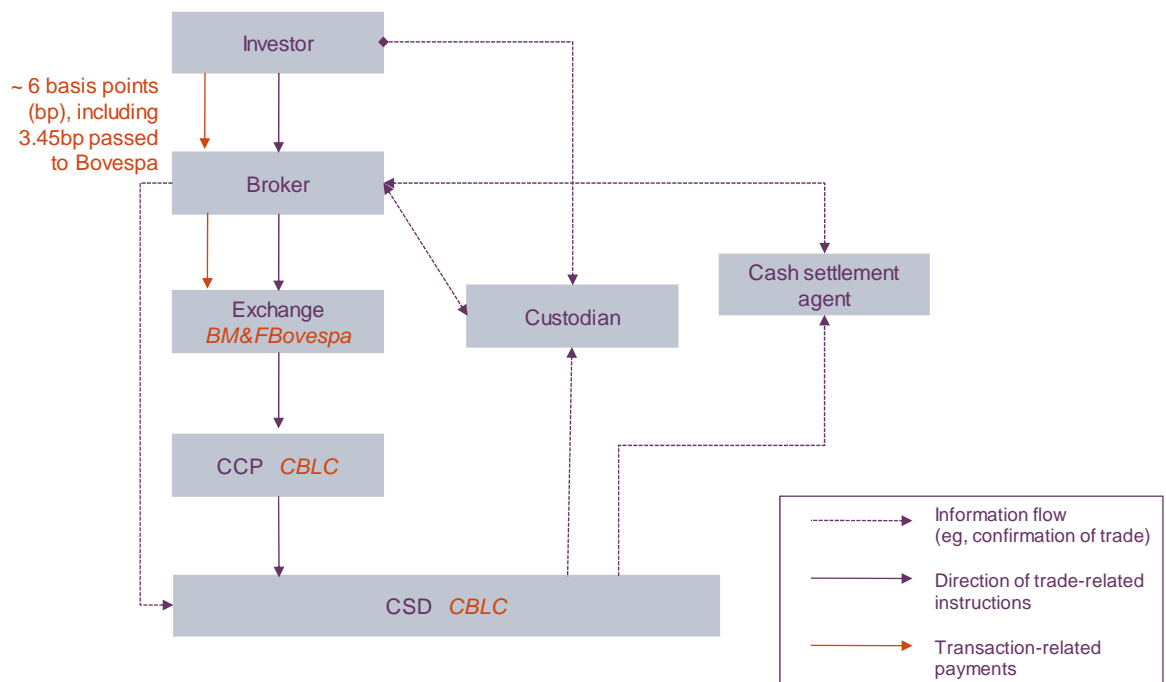 Investor
~ 6 basis points
(bp), including
3.45bp passed
to Bovespa
Broker
Exchange
BM&FBovespa
Custodian
Cash settlement
agent
CCP CBLC
CSD CBLC
Information flow
(eg, confirmation of trade)
Direction of trade-related
instructions
Transaction-related
payments